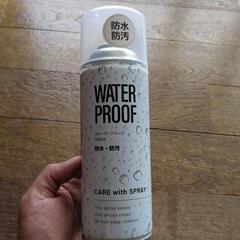 防水
防汚
WATER
PROOF
ウォータープルーフ
防水・防汚
CARE with SPRAY
This spray keeps
your shoes clean
for everyday comfort